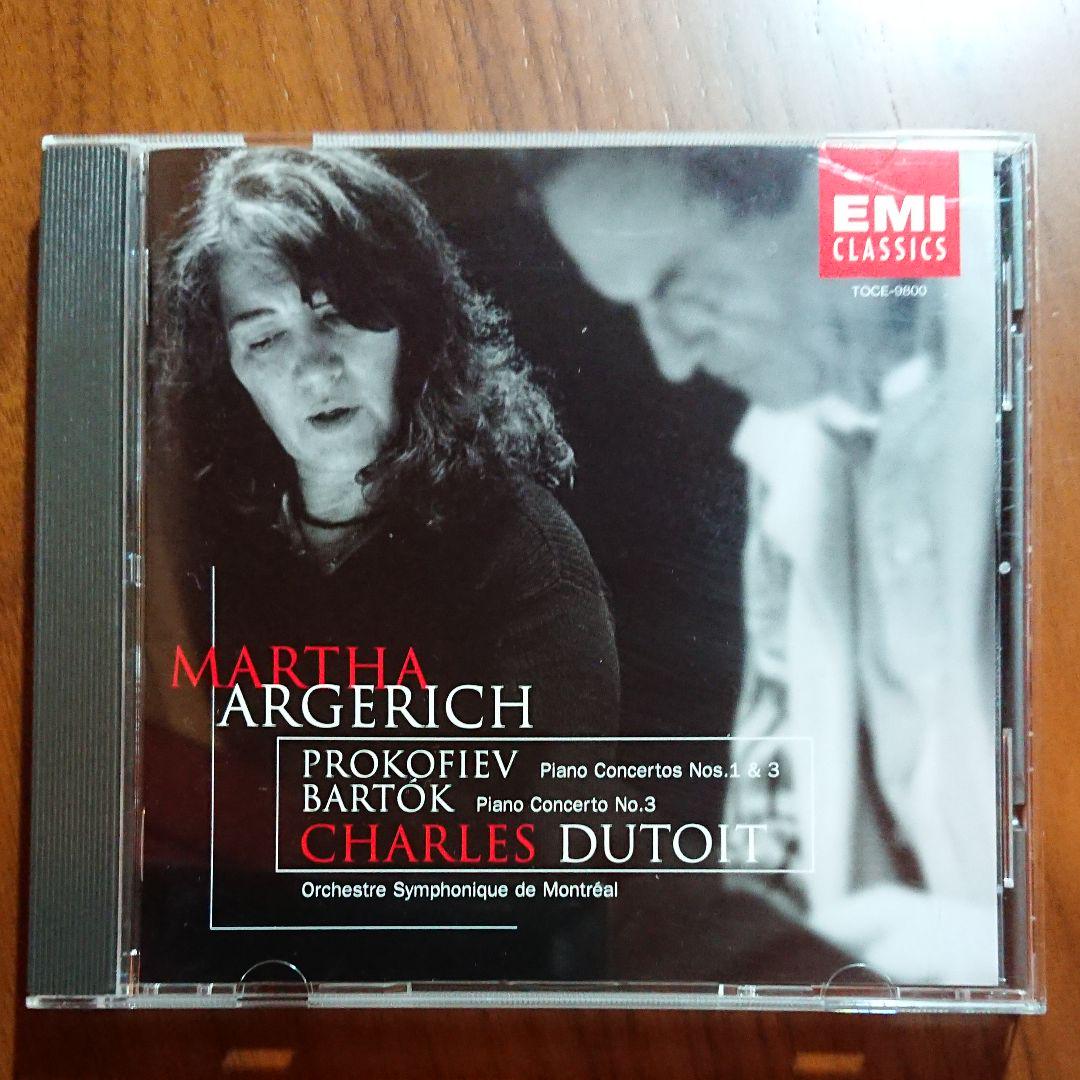 EMI
CLASSICS
TOCE-9800
MARTHA
ARGERICH
PROKOFIEV Piano Concertos Nos.1 & 3
BARTÓK Piano Concerto No.3
CHARLES DUTOIT
Orchestre Symphonique de Montréal